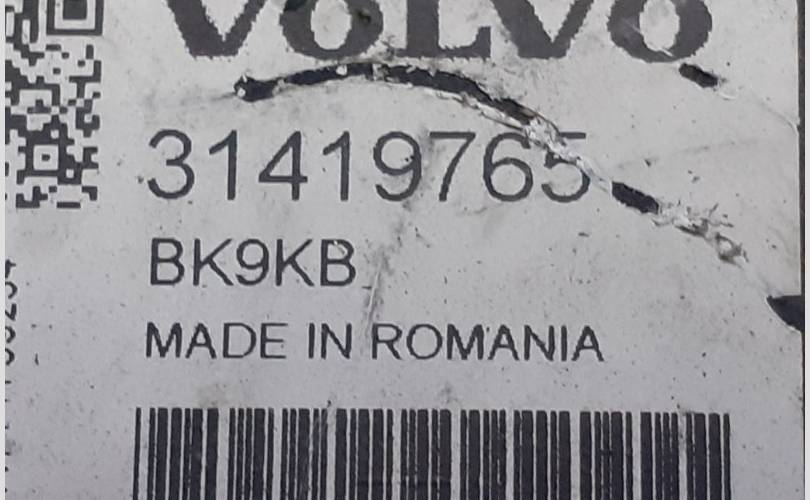 VOLVO
31419765
BK9KB
MADE IN ROMANIA